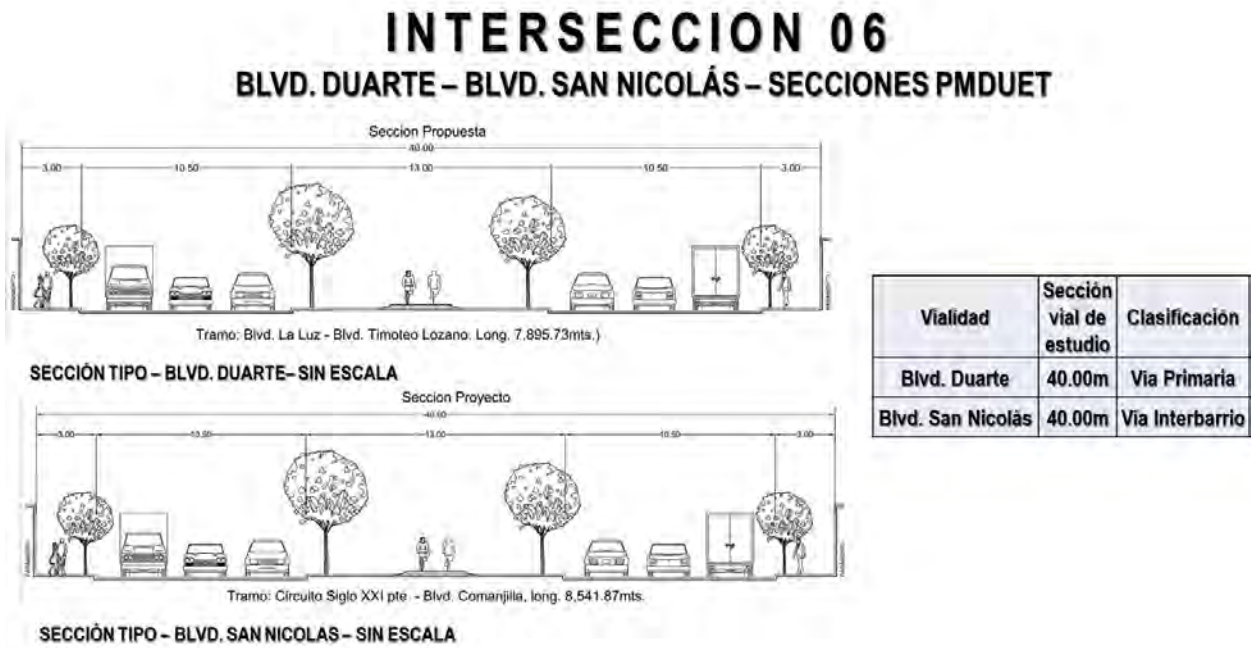 INTERSECCION 06
BLVD. DUARTE – BLVD. SAN NICOLÁS – SECCIONES PMDUET
Seccion Propuesta
40.00
3.00 10.50 13.00 10.50 3.00
Tramo: Blvd. La Luz - Blvd. Timoteo Lozano. Long. 7,895.73mts.)
SECCIÓN TIPO – BLVD. DUARTE– SIN ESCALA
Seccion Proyecto
40.00
3.00 10.50 13.00 10.50 3.00
Tramo: Circuito Siglo XXI pte. - Blvd. Comanjilla, long. 8,541.87mts.
SECCIÓN TIPO – BLVD. SAN NICOLAS – SIN ESCALA
Vialidad Sección vial de estudio Clasificación
Blvd. Duarte 40.00m Vía Primaria
Blvd. San Nicolás 40.00m Vía Interbarrio